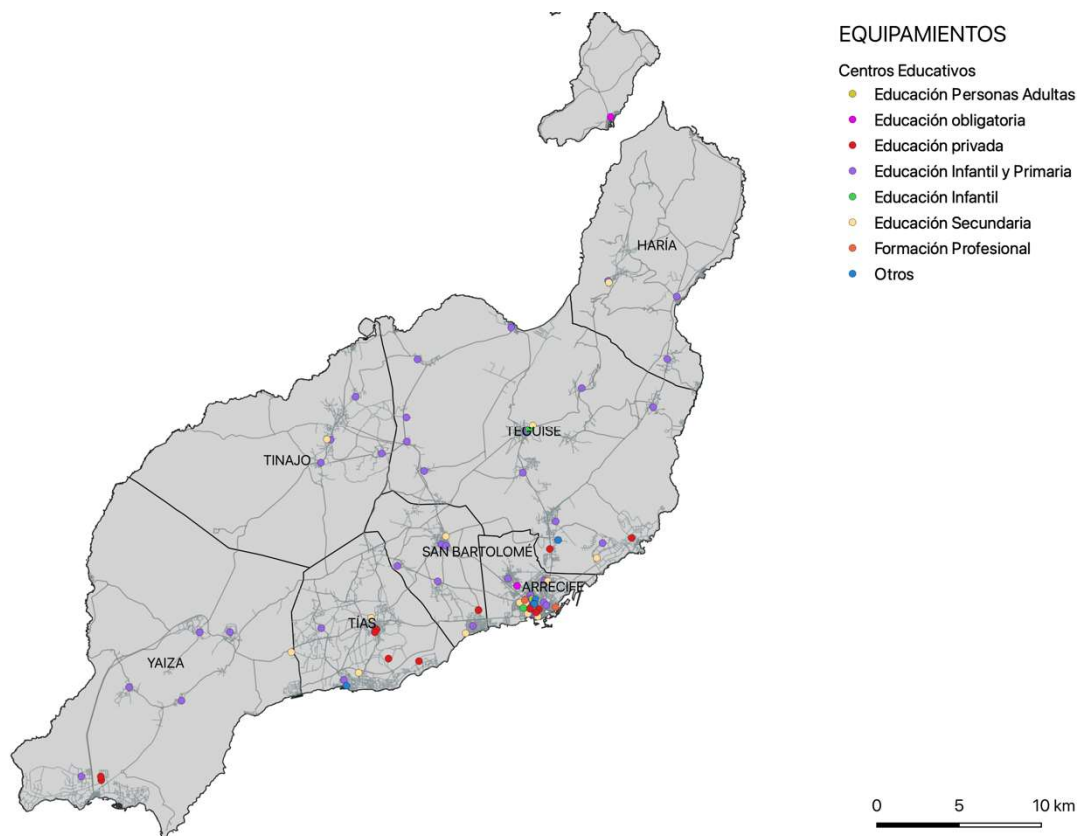 EQUIPAMIENTOS
Centros Educativos
Educación Personas Adultas
Educación obligatoria
Educación privada
Educación Infantil y Primaria
Educación Infantil
Educación Secundaria
Formación Profesional
Otros
HARÍA
TEGUISE
TINAJO
SAN BARTOLOMÉ
ARRECIFE
TÍAS
YAIZA
0 5 10 km